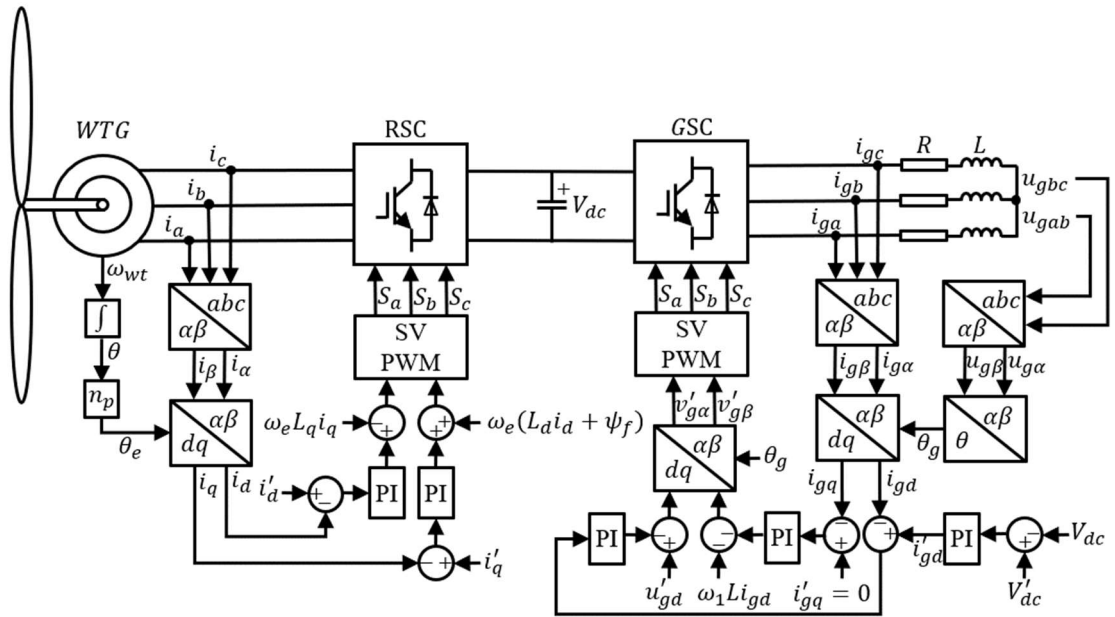 WTG
RSC
GSC
i_c
i_b
i_a
+
V_dc
i_gc
i_gb
i_ga
R
L
u_gbc
u_gab
ω_wt
∫
θ
n_p
θ_e
abc
αβ
i_β
i_α
αβ
dq
i_q
i_d
S_a
S_b
S_c
SV
PWM
ω_e L_q i_q
-
+
+
+
ω_e(L_d i_d + ψ_f)
i'_d
+
-
PI
PI
-
+
i'_q
S_a
S_b
S_c
SV
PWM
v'_gα
v'_gβ
αβ
dq
θ_g
PI
-
+
u'_gd
-
-
ω_1 L i_gd
PI
-
+
i'_gq = 0
abc
αβ
i_gβ
i_gα
αβ
dq
i_gq
i_gd
θ_g
abc
αβ
u_gβ
u_gα
αβ
θ
-
+
i'_gd
PI
-
+
V_dc
V'_dc